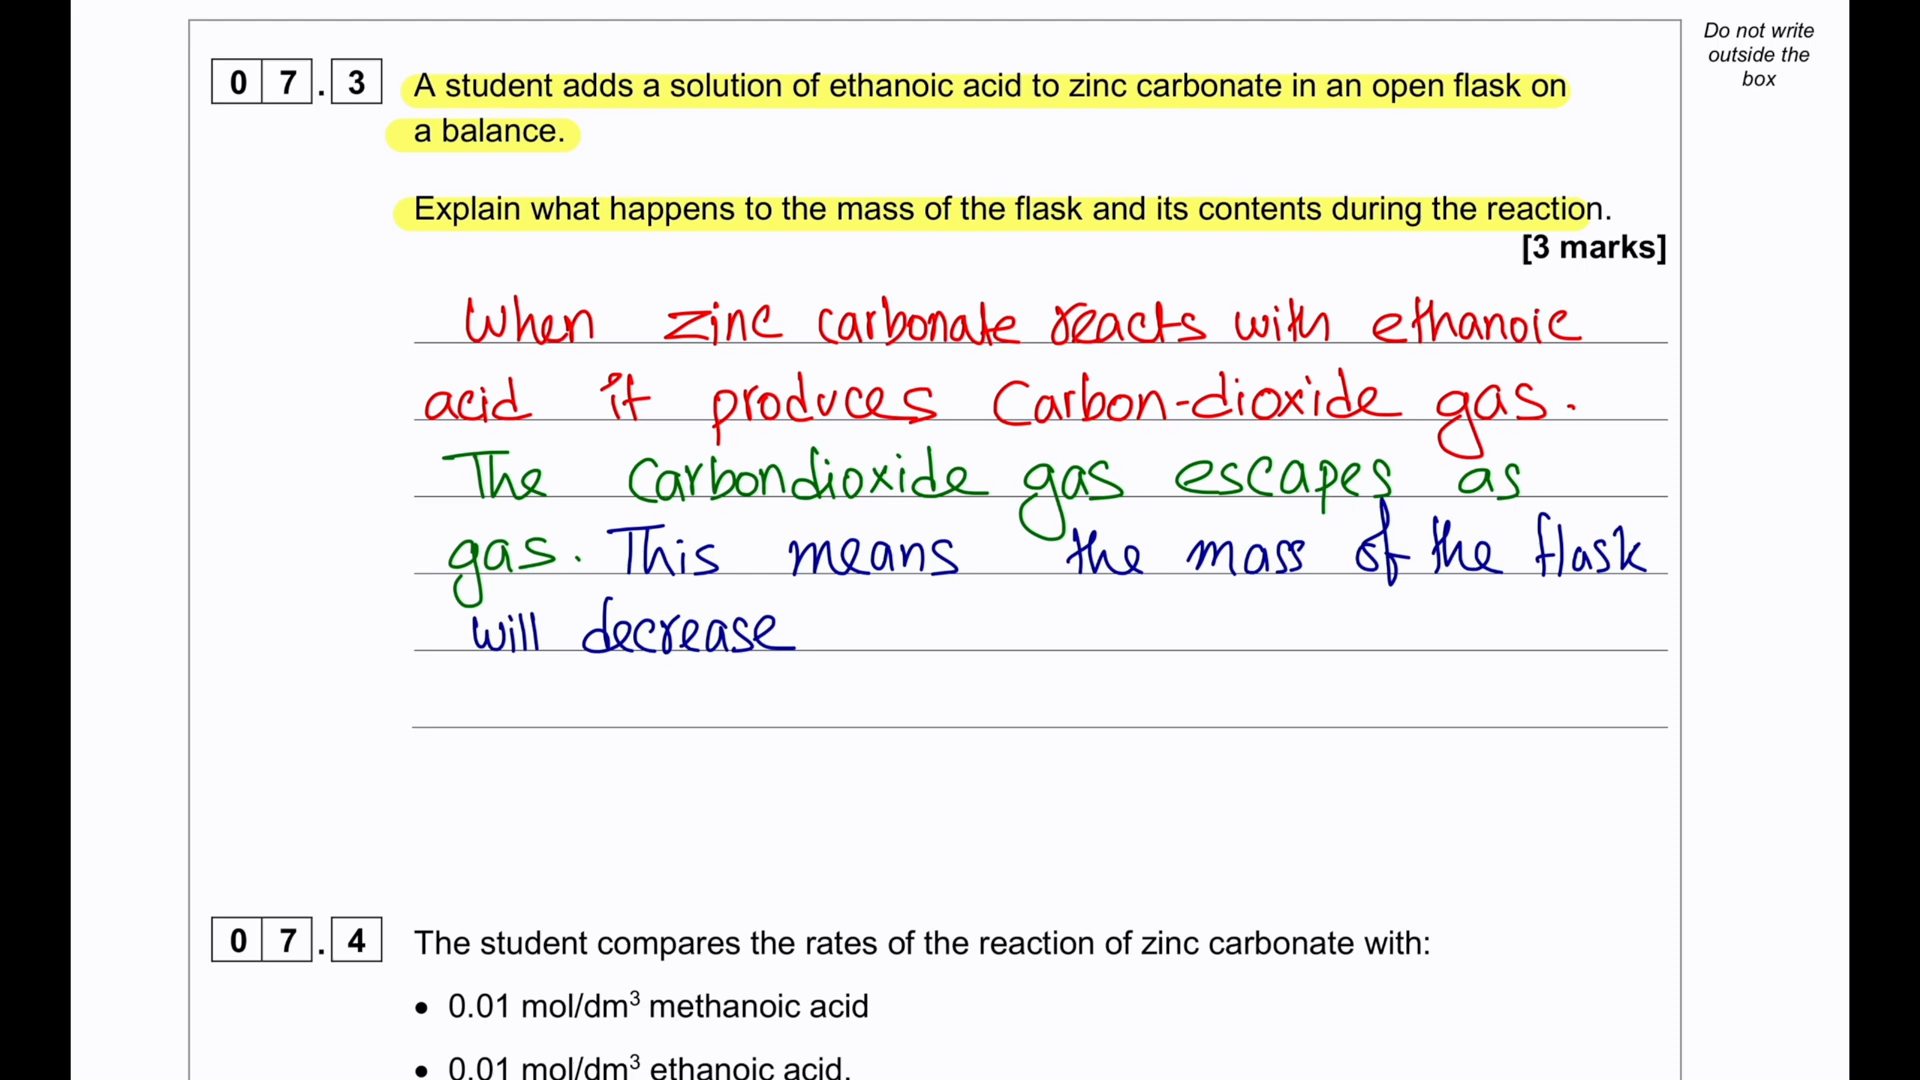 Do not write
outside the
box
0 7 . 3 A student adds a solution of ethanoic acid to zinc carbonate in an open flask on
a balance.
Explain what happens to the mass of the flask and its contents during the reaction.
[3 marks]
When zinc carbonate reacts with ethanoic
acid it produces Carbon-dioxide gas.
The Carbondioxide gas escapes as
gas. This means the mass of the flask
will decrease
0 7 . 4 The student compares the rates of the reaction of zinc carbonate with:
• 0.01 mol/dm³ methanoic acid
• 0.01 mol/dm³ ethanoic acid.